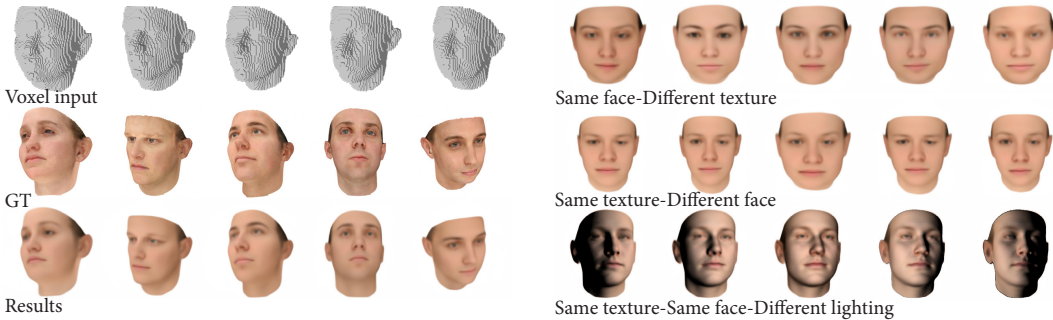 Voxel input
GT
Results
Same face-Different texture
Same texture-Different face
Same texture-Same face-Different lighting